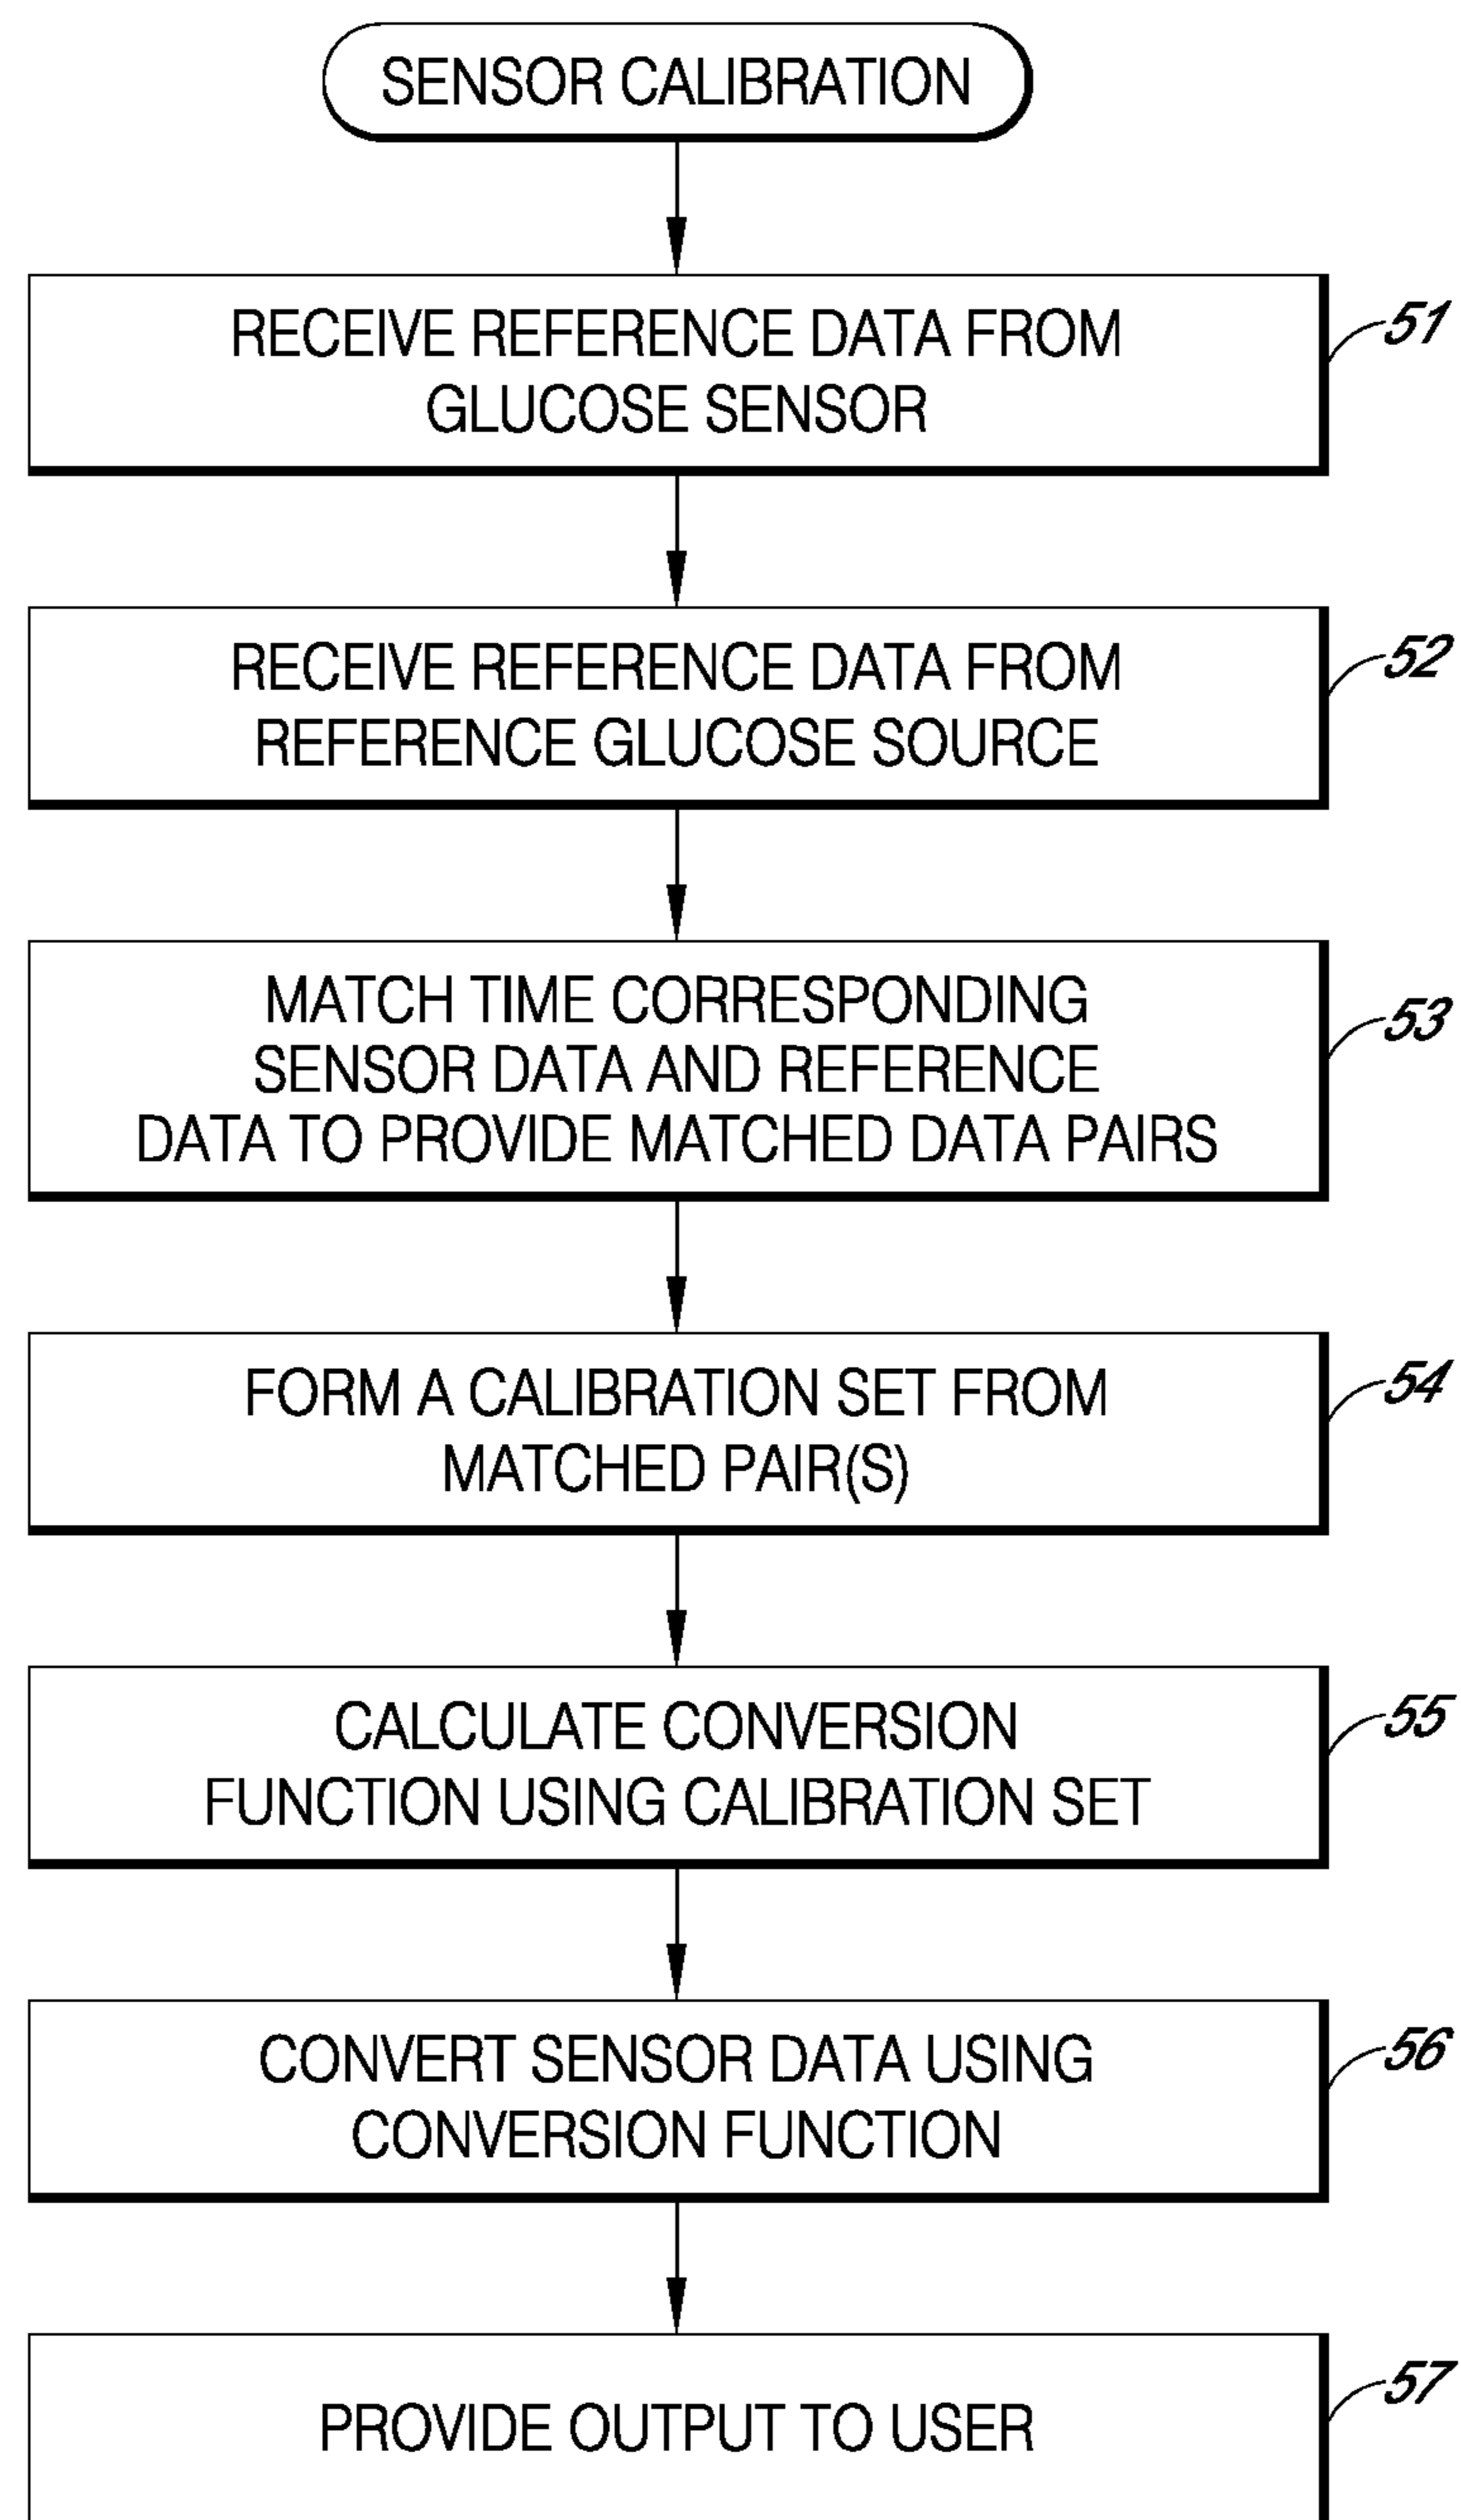 SENSOR CALIBRATION
RECEIVE REFERENCE DATA FROM
GLUCOSE SENSOR
51
RECEIVE REFERENCE DATA FROM
REFERENCE GLUCOSE SOURCE
52
MATCH TIME CORRESPONDING
SENSOR DATA AND REFERENCE
DATA TO PROVIDE MATCHED DATA PAIRS
53
FORM A CALIBRATION SET FROM
MATCHED PAIR(S)
54
CALCULATE CONVERSION
FUNCTION USING CALIBRATION SET
55
CONVERT SENSOR DATA USING
CONVERSION FUNCTION
56
PROVIDE OUTPUT TO USER
57